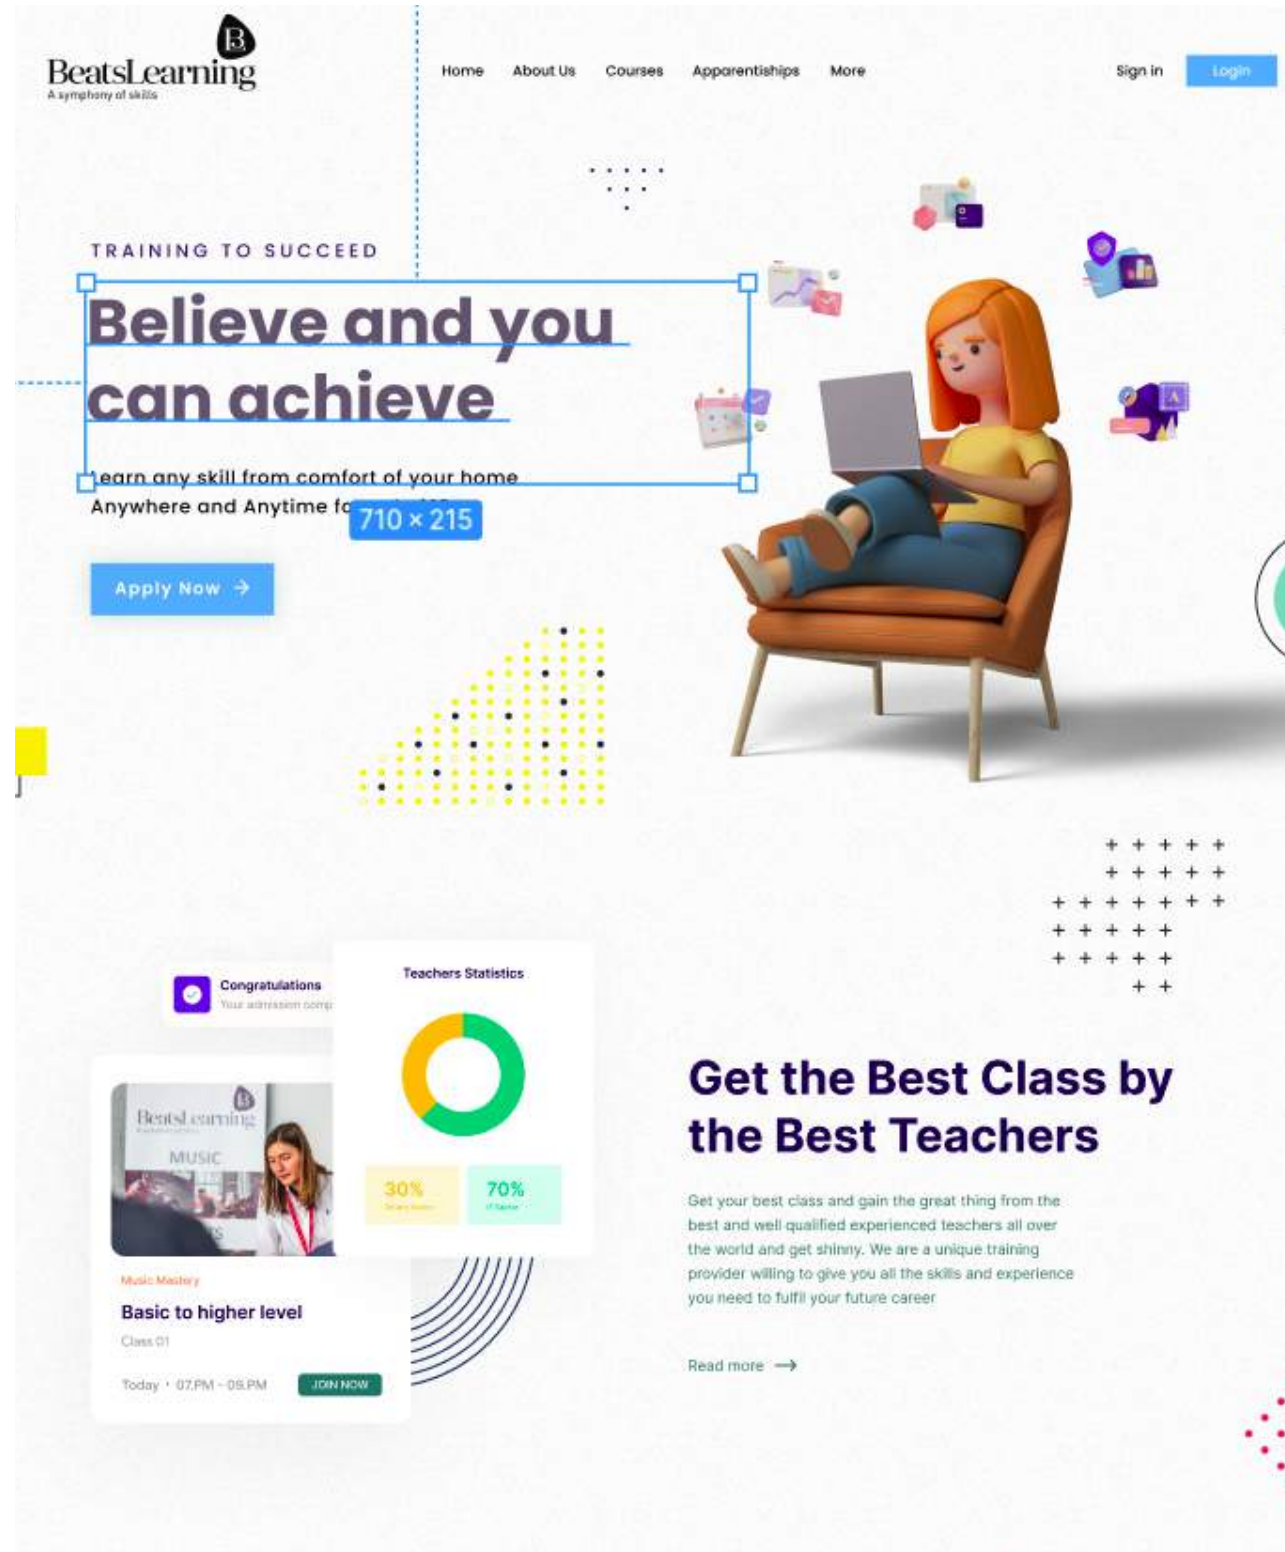 B
BeatsLearning
A symphony of skills
Home About Us Courses Apparentiships More
Sign in Login
TRAINING TO SUCCEED
Believe and you
can achieve
Learn any skill from comfort of your home
Anywhere and Anytime
710 × 215
Apply Now →
Congratulations
Your admission comp
Teachers Statistics
30%
70%
BeatsLearning
MUSIC
Music Mastery
Basic to higher level
Class 01
Today • 07.PM - 09.PM JOIN NOW
Get the Best Class by
the Best Teachers
Get your best class and gain the great thing from the
best and well qualified experienced teachers all over
the world and get shinny. We are a unique training
provider willing to give you all the skills and experience
you need to fulfil your future career
Read more →